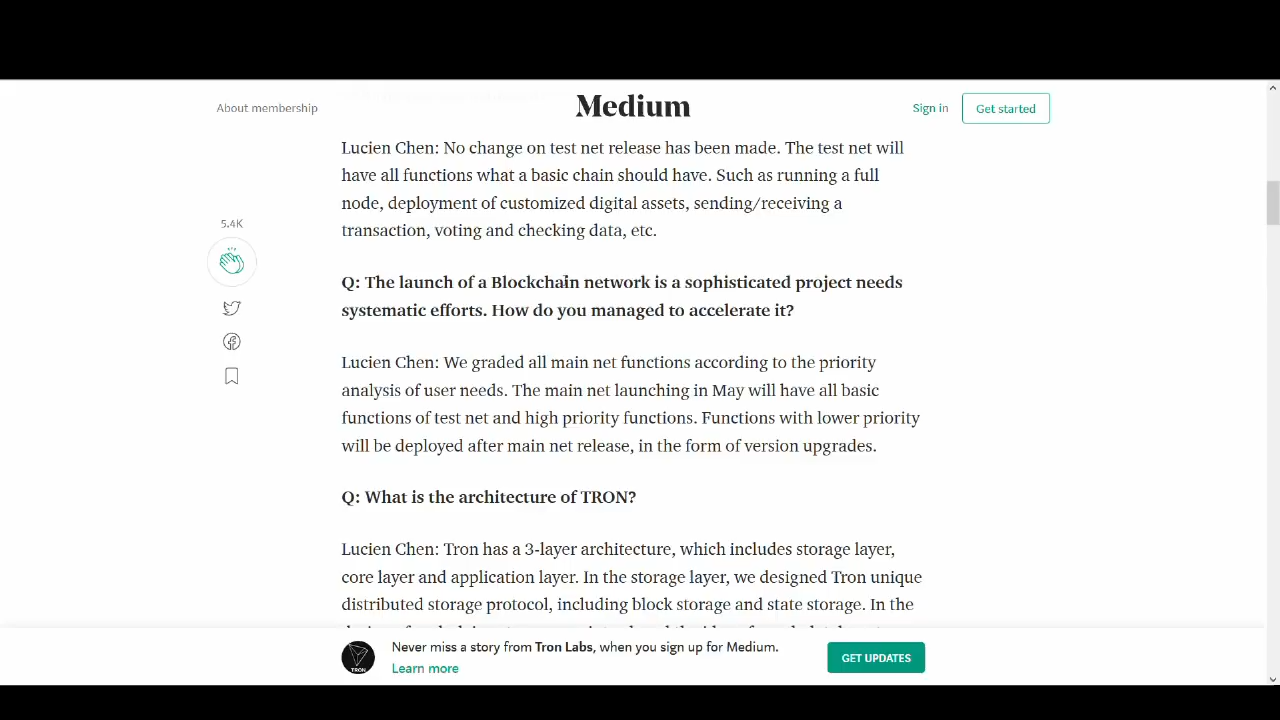 About membership
Medium
Sign in
Get started
Lucien Chen: No change on test net release has been made. The test net will
have all functions what a basic chain should have. Such as running a full
node, deployment of customized digital assets, sending/receiving a
transaction, voting and checking data, etc.
5.4K
Q: The launch of a Blockchain network is a sophisticated project needs
systematic efforts. How do you managed to accelerate it?
Lucien Chen: We graded all main net functions according to the priority
analysis of user needs. The main net launching in May will have all basic
functions of test net and high priority functions. Functions with lower priority
will be deployed after main net release, in the form of version upgrades.
Q: What is the architecture of TRON?
Lucien Chen: Tron has a 3-layer architecture, which includes storage layer,
core layer and application layer. In the storage layer, we designed Tron unique
distributed storage protocol, including block storage and state storage. In the
Never miss a story from Tron Labs, when you sign up for Medium.
Learn more
GET UPDATES
TRON